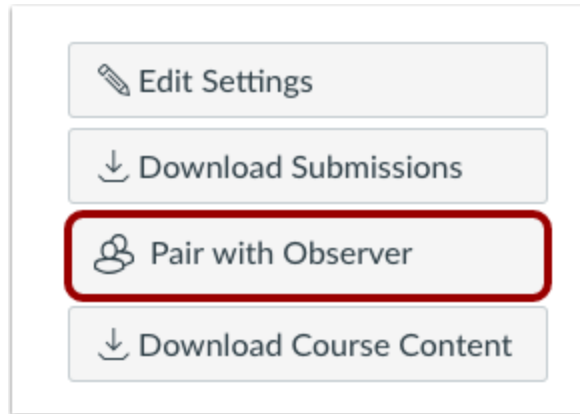 Edit Settings
Download Submissions
Pair with Observer
Download Course Content